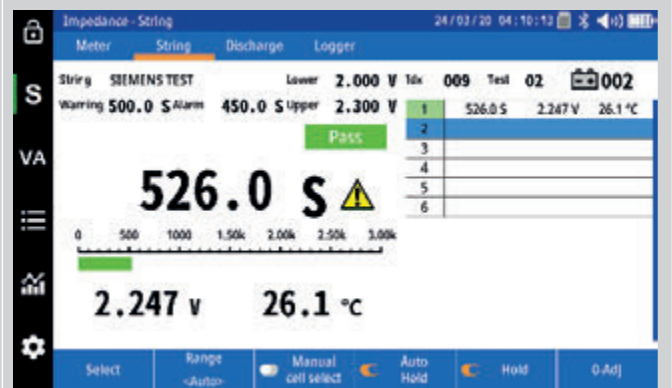 Impedance - String 24/03/20 04:10:13
Meter String Discharge Logger
String SIEMENS TEST Lower 2.000 V Idx 009 Test 02 002
Warning 500.0 S Alarm 450.0 S Upper 2.300 V
S
VA
Pass
526.0 S
0 500 1000 1.50k 2.00k 2.50k 3.00k
2.247 V 26.1 °C
1 526.0 S 2.247 V 26.1 °C
2
3
4
5
6
Select
Range
<Auto>
Manual
cell select
Auto
Hold
Hold
0-Adj